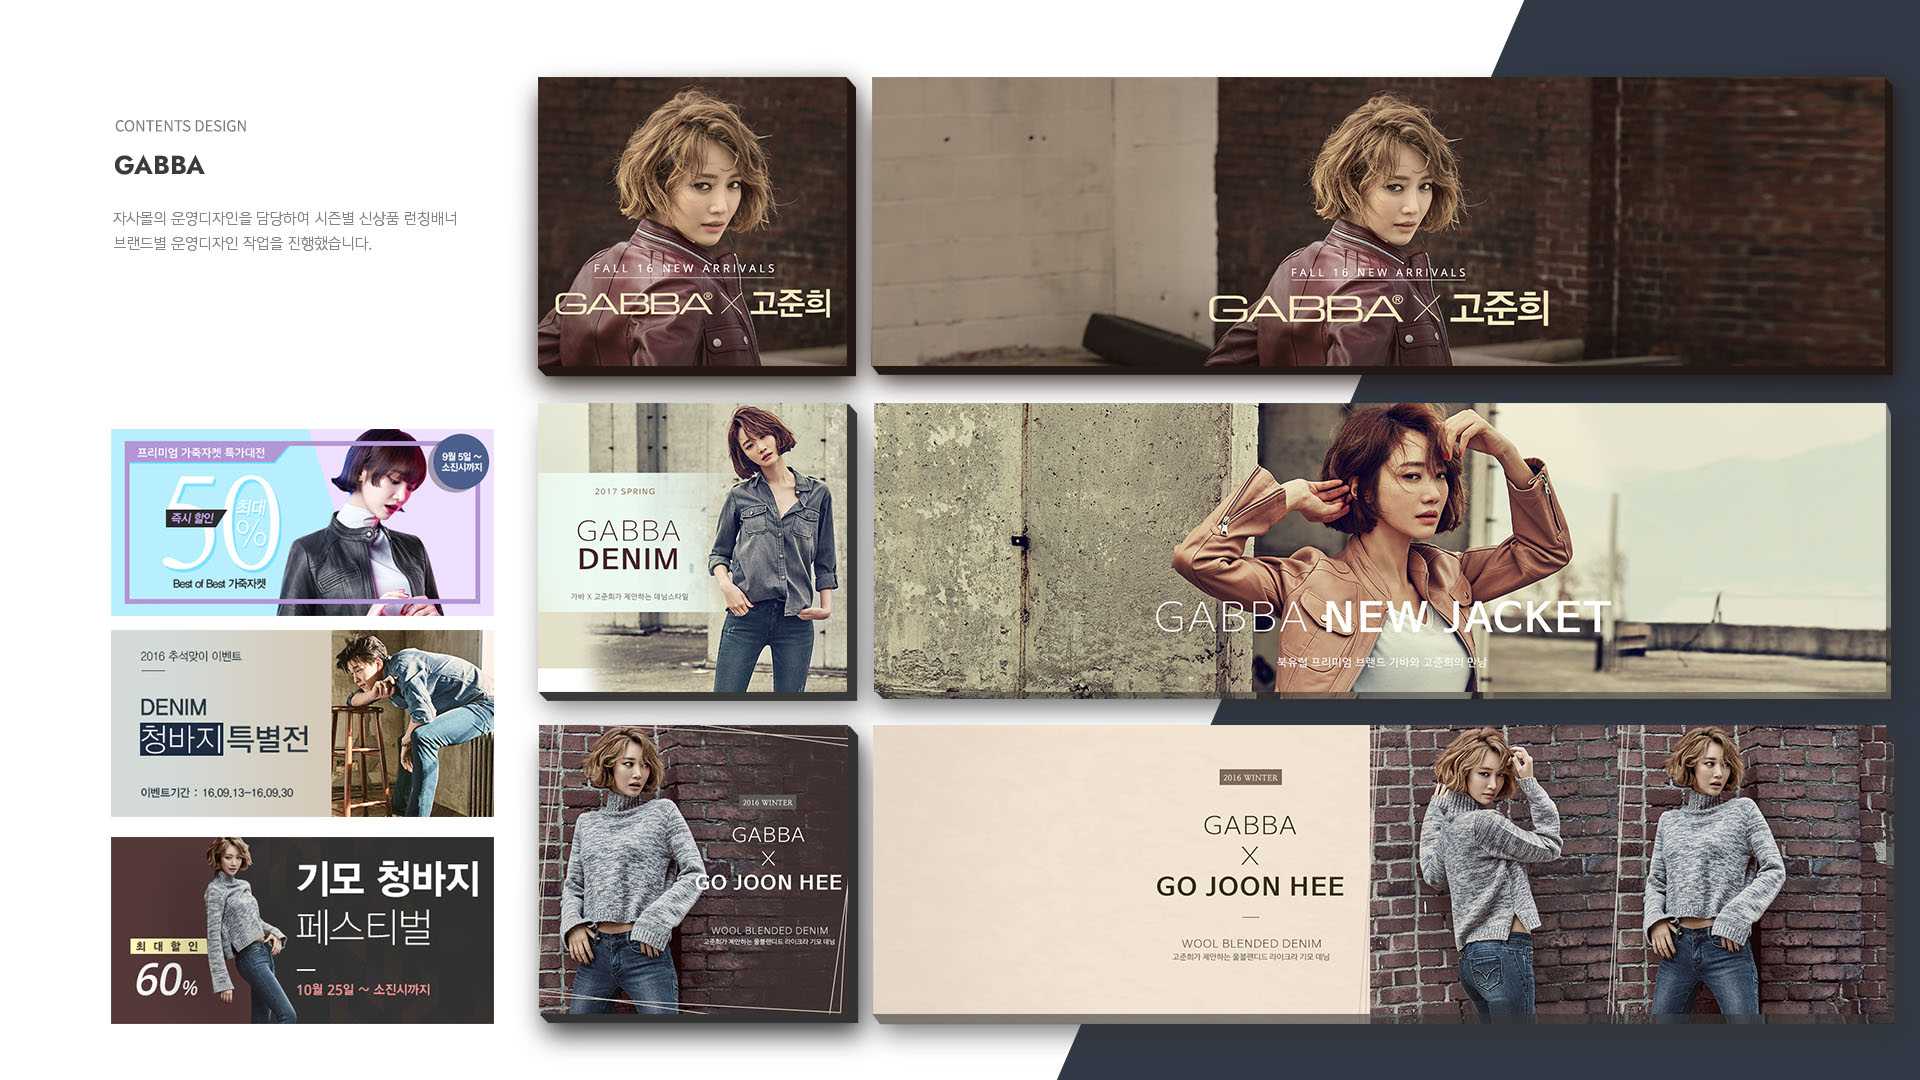 CONTENTS DESIGN
GABBA
자사몰의 운영디자인을 담당하여 시즌별 신상품 런칭배너
브랜드별 운영디자인 작업을 진행했습니다.
프리미엄 가죽자켓 특가대전
9월 5일 ~
소진시까지
50
최대
%
즉시 할인
Best of Best 가죽자켓
2016 추석맞이 이벤트
DENIM
청바지 특별전
이벤트기간 : 16.09.13-16.09.30
기모 청바지
페스티벌
최대할인
60%
10월 25일 ~ 소진시까지
FALL 16 NEW ARRIVALS
GABBA® X 고준희
FALL 16 NEW ARRIVALS
GABBA® X 고준희
2017 SPRING
GABBA
DENIM
가바 X 고준희가 제안하는 데님스타일
GABBA NEW JACKET
북유럽 프리미엄 브랜드 가바와 고준희의 만남
2016 WINTER
GABBA
X
GO JOON HEE
WOOL BLENDED DENIM
고준희가 제안하는 울블랜디드 라이크라 기모 데님
2016 WINTER
GABBA
X
GO JOON HEE
WOOL BLENDED DENIM
고준희가 제안하는 울블랜디드 라이크라 기모 데님